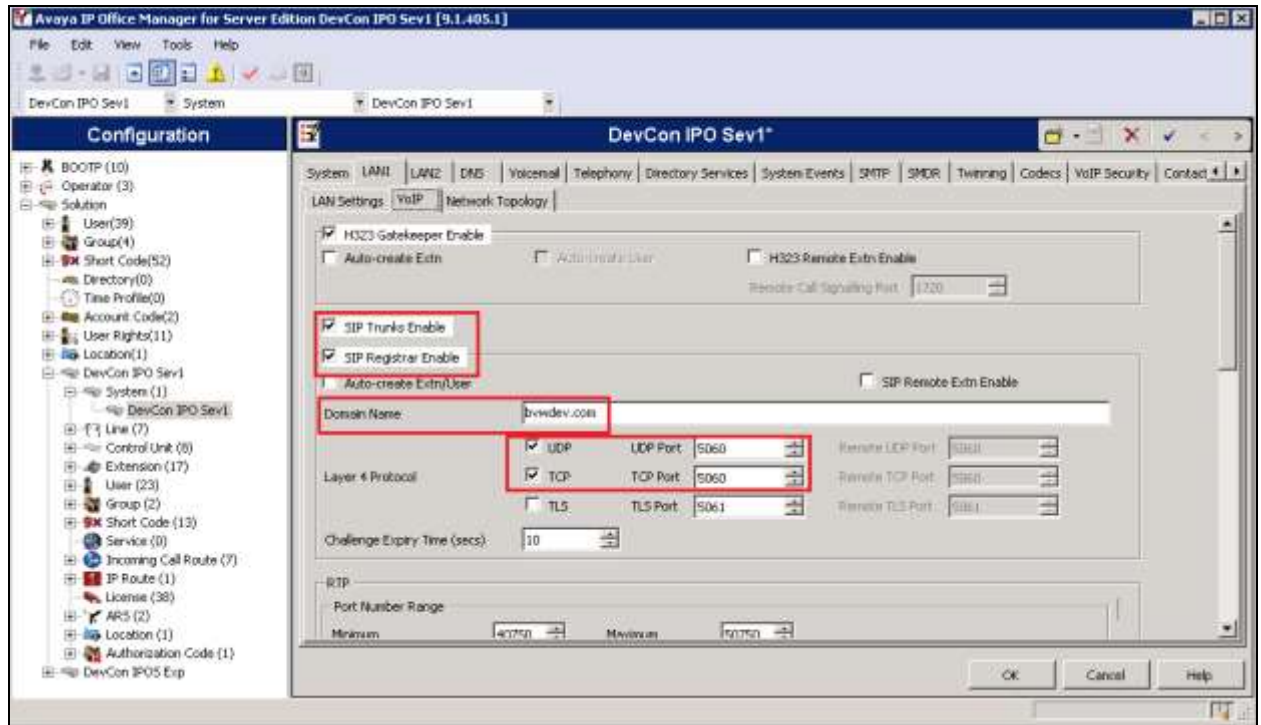 Avaya IP Office Manager for Server Edition DevCon IPO Sev1 [9.1.405.1]
File Edit View Tools Help
DevCon IPO Sev1 System DevCon IPO Sev1
Configuration
BOOTP (10)
Operator (3)
Solution
User(39)
Group(4)
Short Code(52)
Directory(0)
Time Profile(0)
Account Code(2)
User Rights(11)
Location(1)
DevCon IPO Sev1
System (1)
DevCon IPO Sev1
Line (7)
Control Unit (8)
Extension (17)
User (23)
Group (2)
Short Code (13)
Service (0)
Incoming Call Route (7)
IP Route (1)
License (38)
ARS (2)
Location (1)
Authorization Code (1)
DevCon IPOS Exp
DevCon IPO Sev1*
System LAN1 LAN2 DNS Voicemail Telephony Directory Services System Events SMTP SMDR Twinning Codecs VoIP Security Contact
LAN Settings VoIP Network Topology
H323 Gatekeeper Enable
Auto-create Extn Auto-create User H323 Remote Extn Enable
Remote Call Signalling Port 1720
SIP Trunks Enable
SIP Registrar Enable
Auto-create Extn/User SIP Remote Extn Enable
Domain Name bvwdev.com
UDP UDP Port 5060 Remote UDP Port 5060
Layer 4 Protocol TCP TCP Port 5060 Remote TCP Port 5060
TLS TLS Port 5061 Remote TLS Port 5061
Challenge Expiry Time (secs) 10
RTP
Port Number Range
Minimum 40750 Maximum 50750
OK Cancel Help